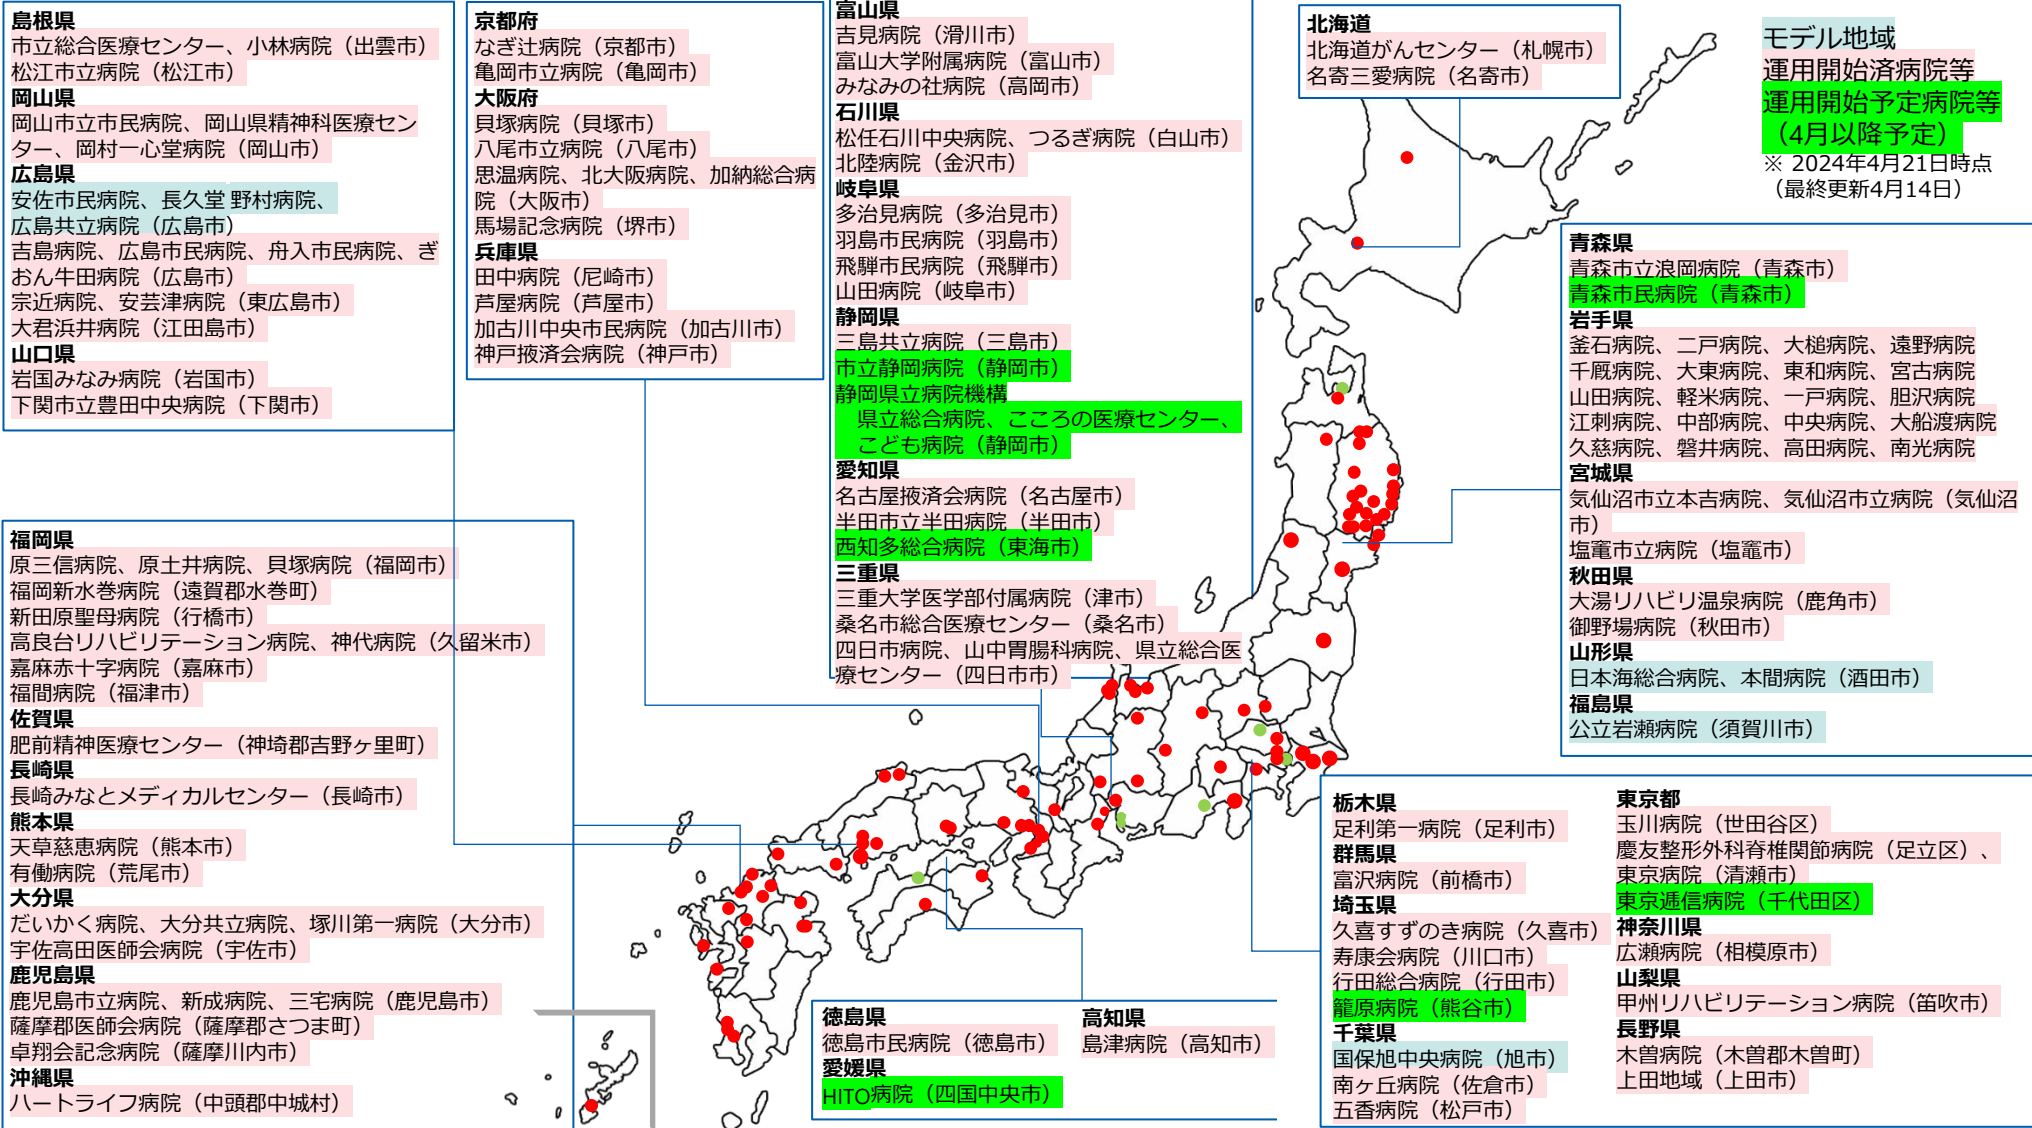 島根県
市立総合医療センター、小林病院（出雲市）
松江市立病院（松江市）
岡山県
岡山市立市民病院、岡山県精神科医療セン
ター、岡村一心堂病院（岡山市）
広島県
安佐市民病院、長久堂 野村病院、
広島共立病院（広島市）
吉島病院、広島市民病院、舟入市民病院、ぎ
おん牛田病院（広島市）
宗近病院、安芸津病院（東広島市）
大君浜井病院（江田島市）
山口県
岩国みなみ病院（岩国市）
下関市立豊田中央病院（下関市）
京都府
なぎ辻病院（京都市）
亀岡市立病院（亀岡市）
大阪府
貝塚病院（貝塚市）
八尾市立病院（八尾市）
思温病院、北大阪病院、加納総合病
院（大阪市）
馬場記念病院（堺市）
兵庫県
田中病院（尼崎市）
芦屋病院（芦屋市）
加古川中央市民病院（加古川市）
神戸掖済会病院（神戸市）
富山県
吉見病院（滑川市）
富山大学附属病院（富山市）
みなみの社病院（高岡市）
石川県
松任石川中央病院、つるぎ病院（白山市）
北陸病院（金沢市）
岐阜県
多治見病院（多治見市）
羽島市民病院（羽島市）
飛騨市民病院（飛騨市）
山田病院（岐阜市）
静岡県
三島共立病院（三島市）
市立静岡病院（静岡市）
静岡県立病院機構
県立総合病院、こころの医療センター、
こども病院（静岡市）
愛知県
名古屋掖済会病院（名古屋市）
半田市立半田病院（半田市）
西知多総合病院（東海市）
三重県
三重大学医学部付属病院（津市）
桑名市総合医療センター（桑名市）
四日市病院、山中胃腸科病院、県立総合医
療センター（四日市市）
北海道
北海道がんセンター（札幌市）
名寄三愛病院（名寄市）
モデル地域
運用開始済病院等
運用開始予定病院等
（4月以降予定）
※ 2024年4月21日時点
（最終更新4月14日）
青森県
青森市立浪岡病院（青森市）
青森市民病院（青森市）
岩手県
釜石病院、二戸病院、大槌病院、遠野病院
千厩病院、大東病院、東和病院、宮古病院
山田病院、軽米病院、一戸病院、胆沢病院
江刺病院、中部病院、中央病院、大船渡病院
久慈病院、磐井病院、高田病院、南光病院
宮城県
気仙沼市立本吉病院、気仙沼市立病院（気仙沼
市）
塩竈市立病院（塩竈市）
秋田県
大湯リハビリ温泉病院（鹿角市）
御野場病院（秋田市）
山形県
日本海総合病院、本間病院（酒田市）
福島県
公立岩瀬病院（須賀川市）
福岡県
原三信病院、原土井病院、貝塚病院（福岡市）
福岡新水巻病院（遠賀郡水巻町）
新田原聖母病院（行橋市）
高良台リハビリテーション病院、神代病院（久留米市）
嘉麻赤十字病院（嘉麻市）
福間病院（福津市）
佐賀県
肥前精神医療センター（神埼郡吉野ヶ里町）
長崎県
長崎みなとメディカルセンター（長崎市）
熊本県
天草慈恵病院（熊本市）
有働病院（荒尾市）
大分県
だいかく病院、大分共立病院、塚川第一病院（大分市）
宇佐高田医師会病院（宇佐市）
鹿児島県
鹿児島市立病院、新成病院、三宅病院（鹿児島市）
薩摩郡医師会病院（薩摩郡さつま町）
卓翔会記念病院（薩摩川内市）
沖縄県
ハートライフ病院（中頭郡中城村）
徳島県
徳島市民病院（徳島市）
愛媛県
HITO病院（四国中央市）
高知県
島津病院（高知市）
栃木県
足利第一病院（足利市）
群馬県
富沢病院（前橋市）
埼玉県
久喜すずのき病院（久喜市）
寿康会病院（川口市）
行田総合病院（行田市）
籠原病院（熊谷市）
千葉県
国保旭中央病院（旭市）
南ヶ丘病院（佐倉市）
五香病院（松戸市）
東京都
玉川病院（世田谷区）
慶友整形外科脊椎関節病院（足立区）、
東京病院（清瀬市）
東京逓信病院（千代田区）
神奈川県
広瀬病院（相模原市）
山梨県
甲州リハビリテーション病院（笛吹市）
長野県
木曽病院（木曽郡木曽町）
上田地域（上田市）